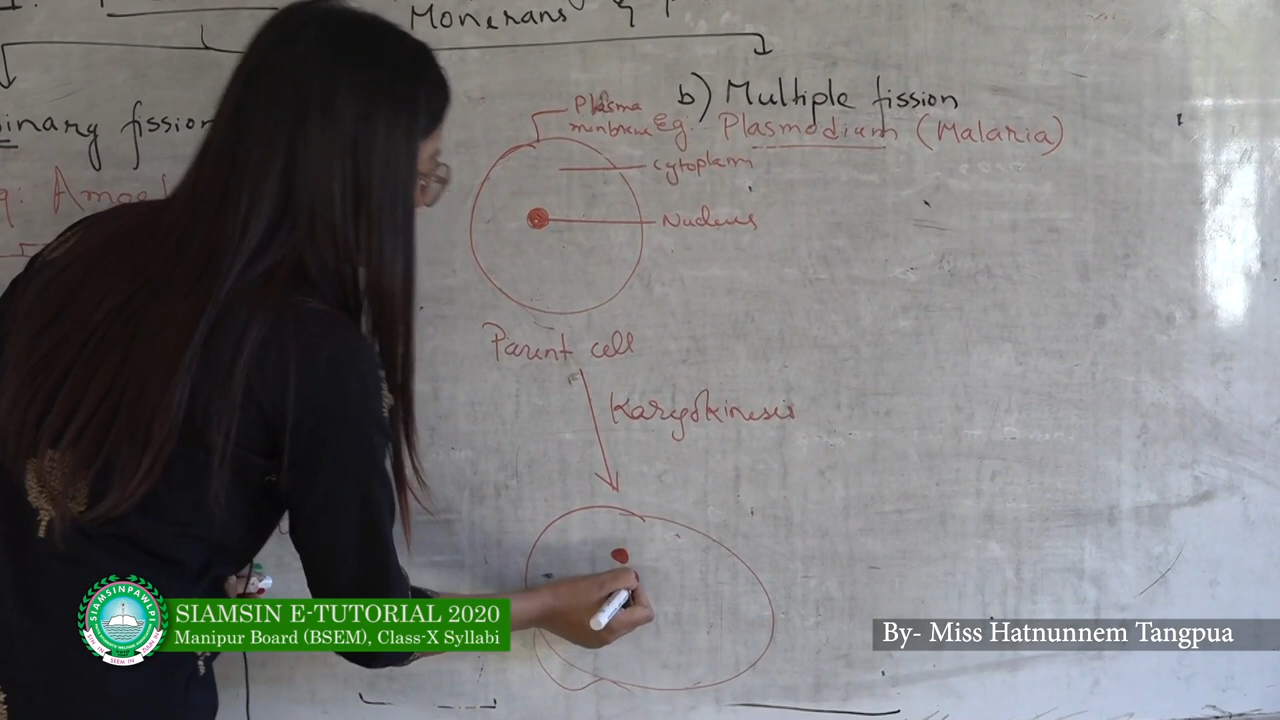 Monerans
b) Multiple fission
inary fission
Plasma
membrane Eg. Plasmodium (Malaria)
Cytoplasm
Nucleus
Parent cell
Karyokinesis
SIAMSINPAWLPI
SIAMSIN E-TUTORIAL 2020
Manipur Board (BSEM), Class-X Syllabi
By- Miss Hatnunnem Tangpua